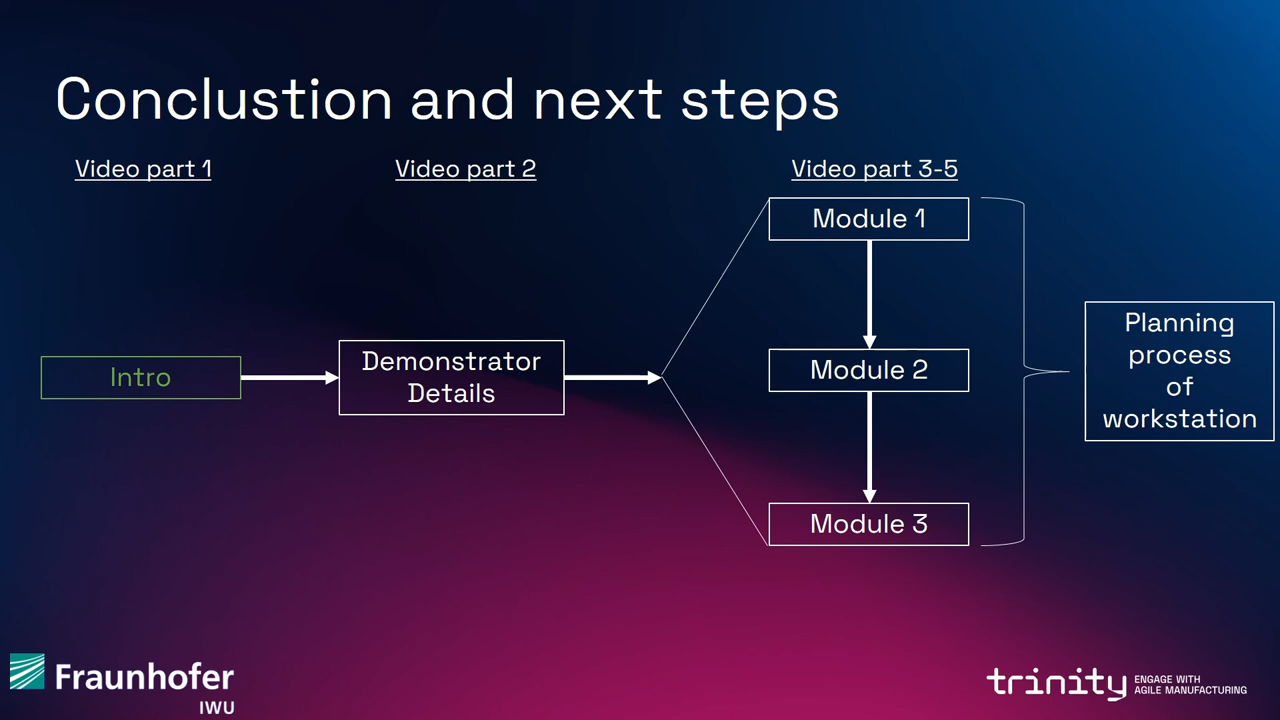 Conclustion and next steps
Video part 1
Video part 2
Video part 3-5
Intro
Demonstrator
Details
Module 1
Module 2
Module 3
Planning
process
of
workstation
Fraunhofer
IWU
trinity
ENGAGE WITH
AGILE MANUFACTURING